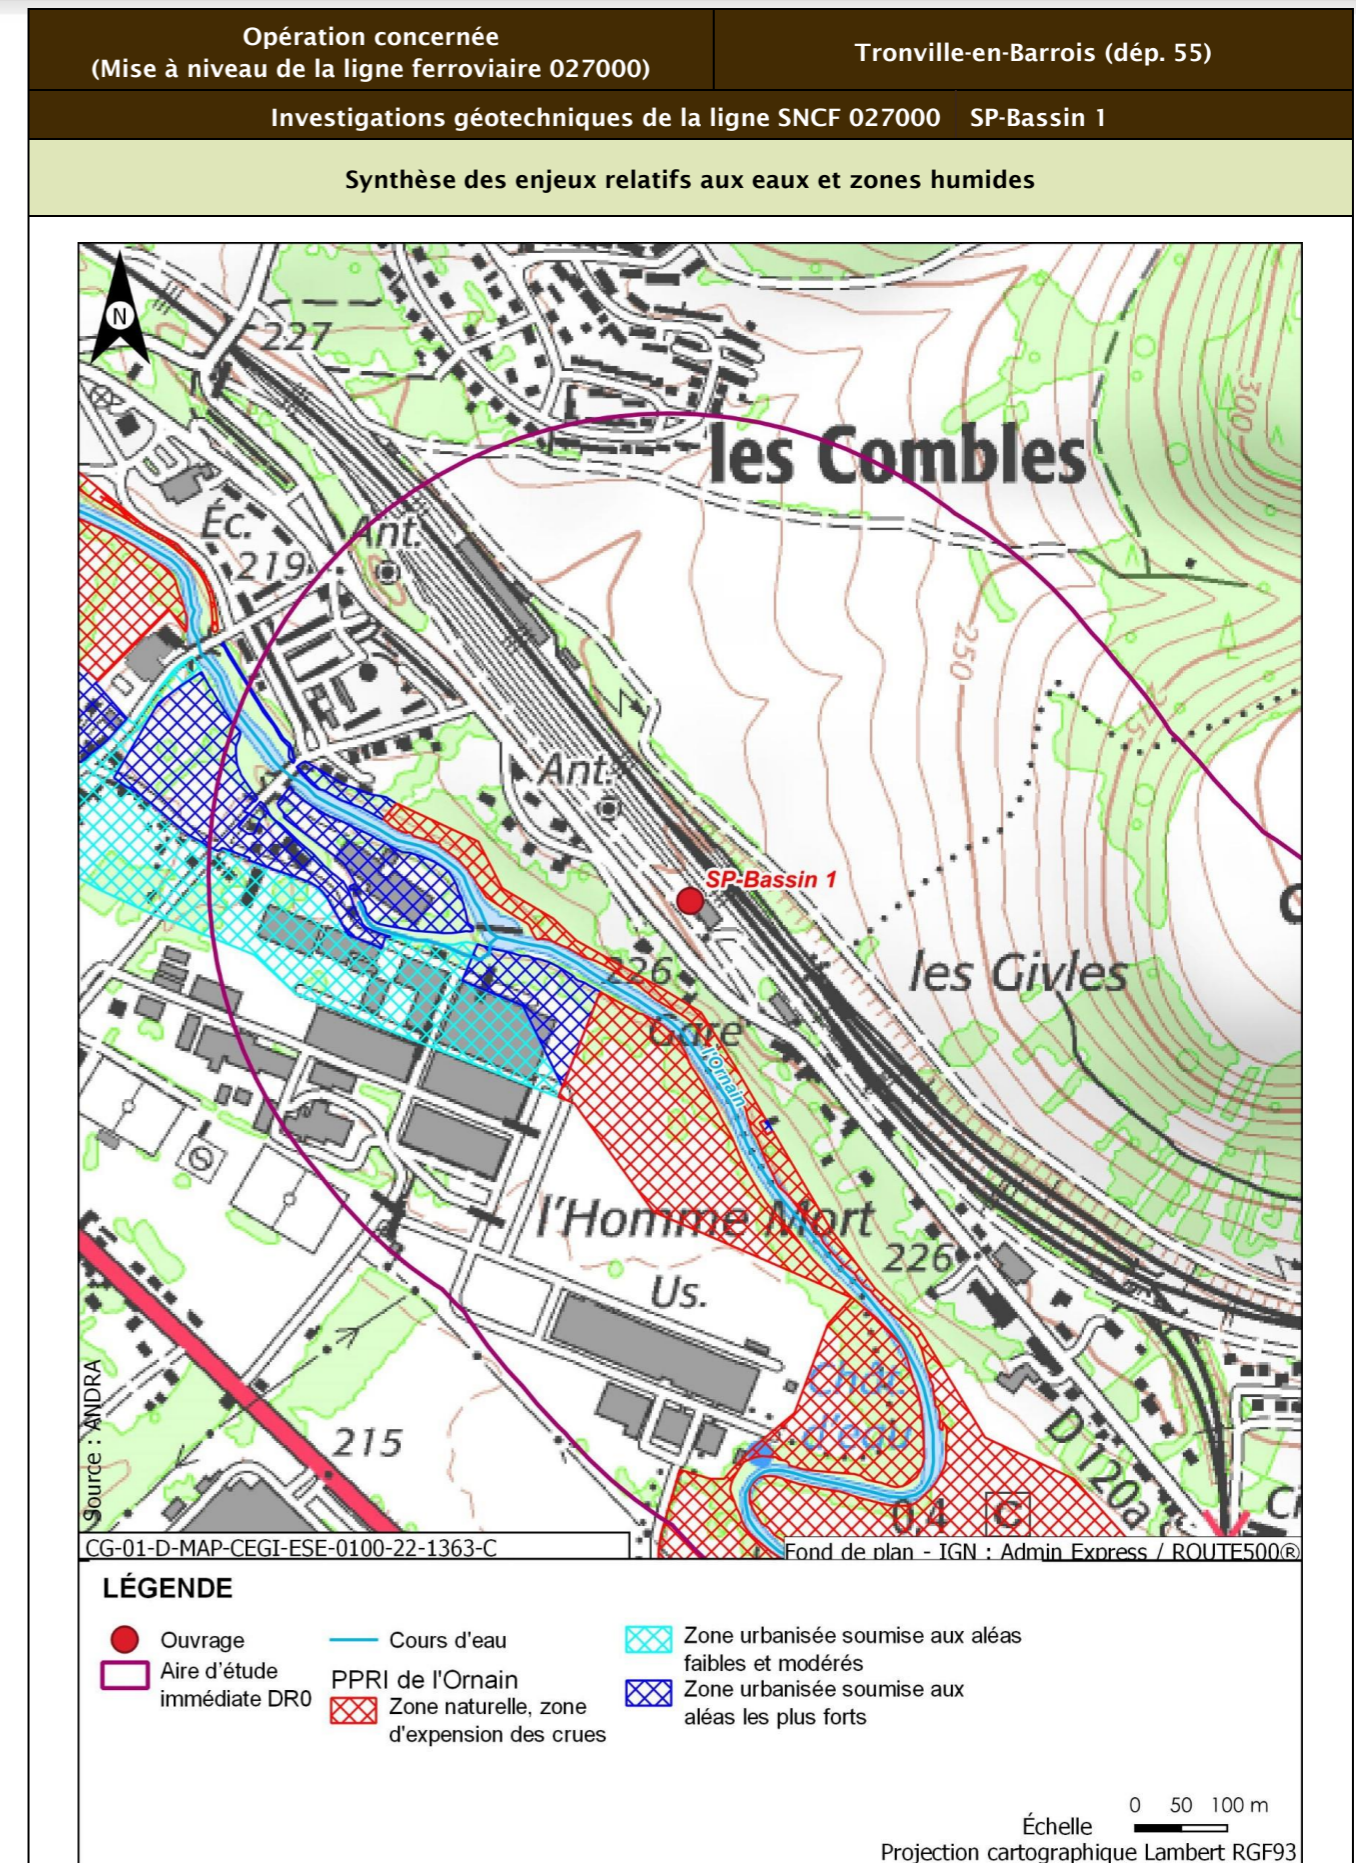 Opération concernée
(Mise à niveau de la ligne ferroviaire 027000)
Tronville-en-Barrois (dép. 55)
Investigations géotechniques de la ligne SNCF 027000 SP-Bassin 1
Synthèse des enjeux relatifs aux eaux et zones humides
N
227
300
les Combles
Éc.
Ant.
219
250
275
Ant.
SP-Bassin 1
les Givles
226
Gare
l'Ornain
l'Homme Mort
226
Us.
Chât.
d'eau
215
D 120a
0,4
C
Source : ANDRA
CG-01-D-MAP-CEGI-ESE-0100-22-1363-C
Fond de plan - IGN : Admin Express / ROUTE500®
LÉGENDE
Ouvrage
Aire d'étude
immédiate DR0
Cours d'eau
PPRI de l'Ornain
Zone naturelle, zone
d'expension des crues
Zone urbanisée soumise aux aléas
faibles et modérés
Zone urbanisée soumise aux
aléas les plus forts
0 50 100 m
Échelle
Projection cartographique Lambert RGF93